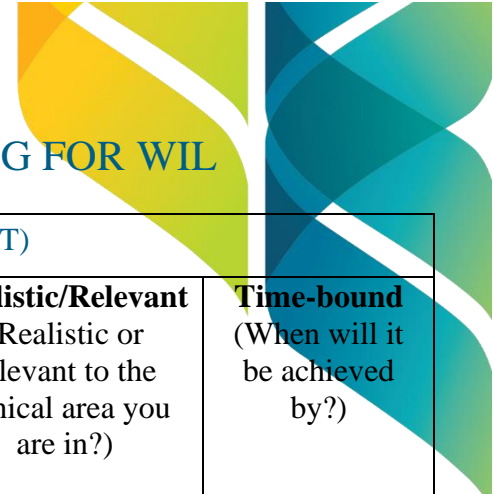 G FOR WIL
T)
listic/Relevant
Realistic or
levant to the
nical area you
are in?)
Time-bound
(When will it
be achieved
by?)